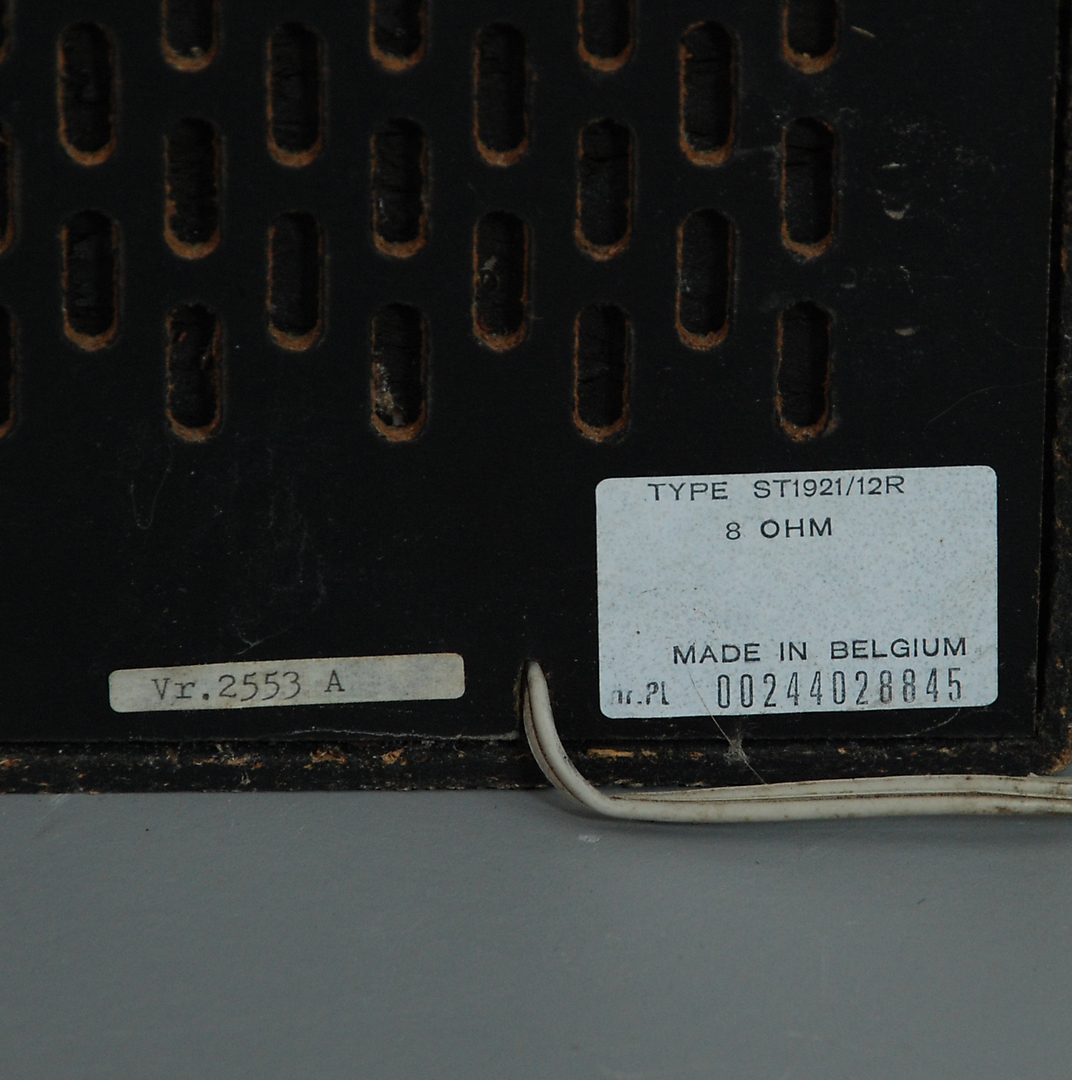 TYPE ST1921/12R
8 OHM
MADE IN BELGIUM
nr.PL 00244028845
Vr.2553 A